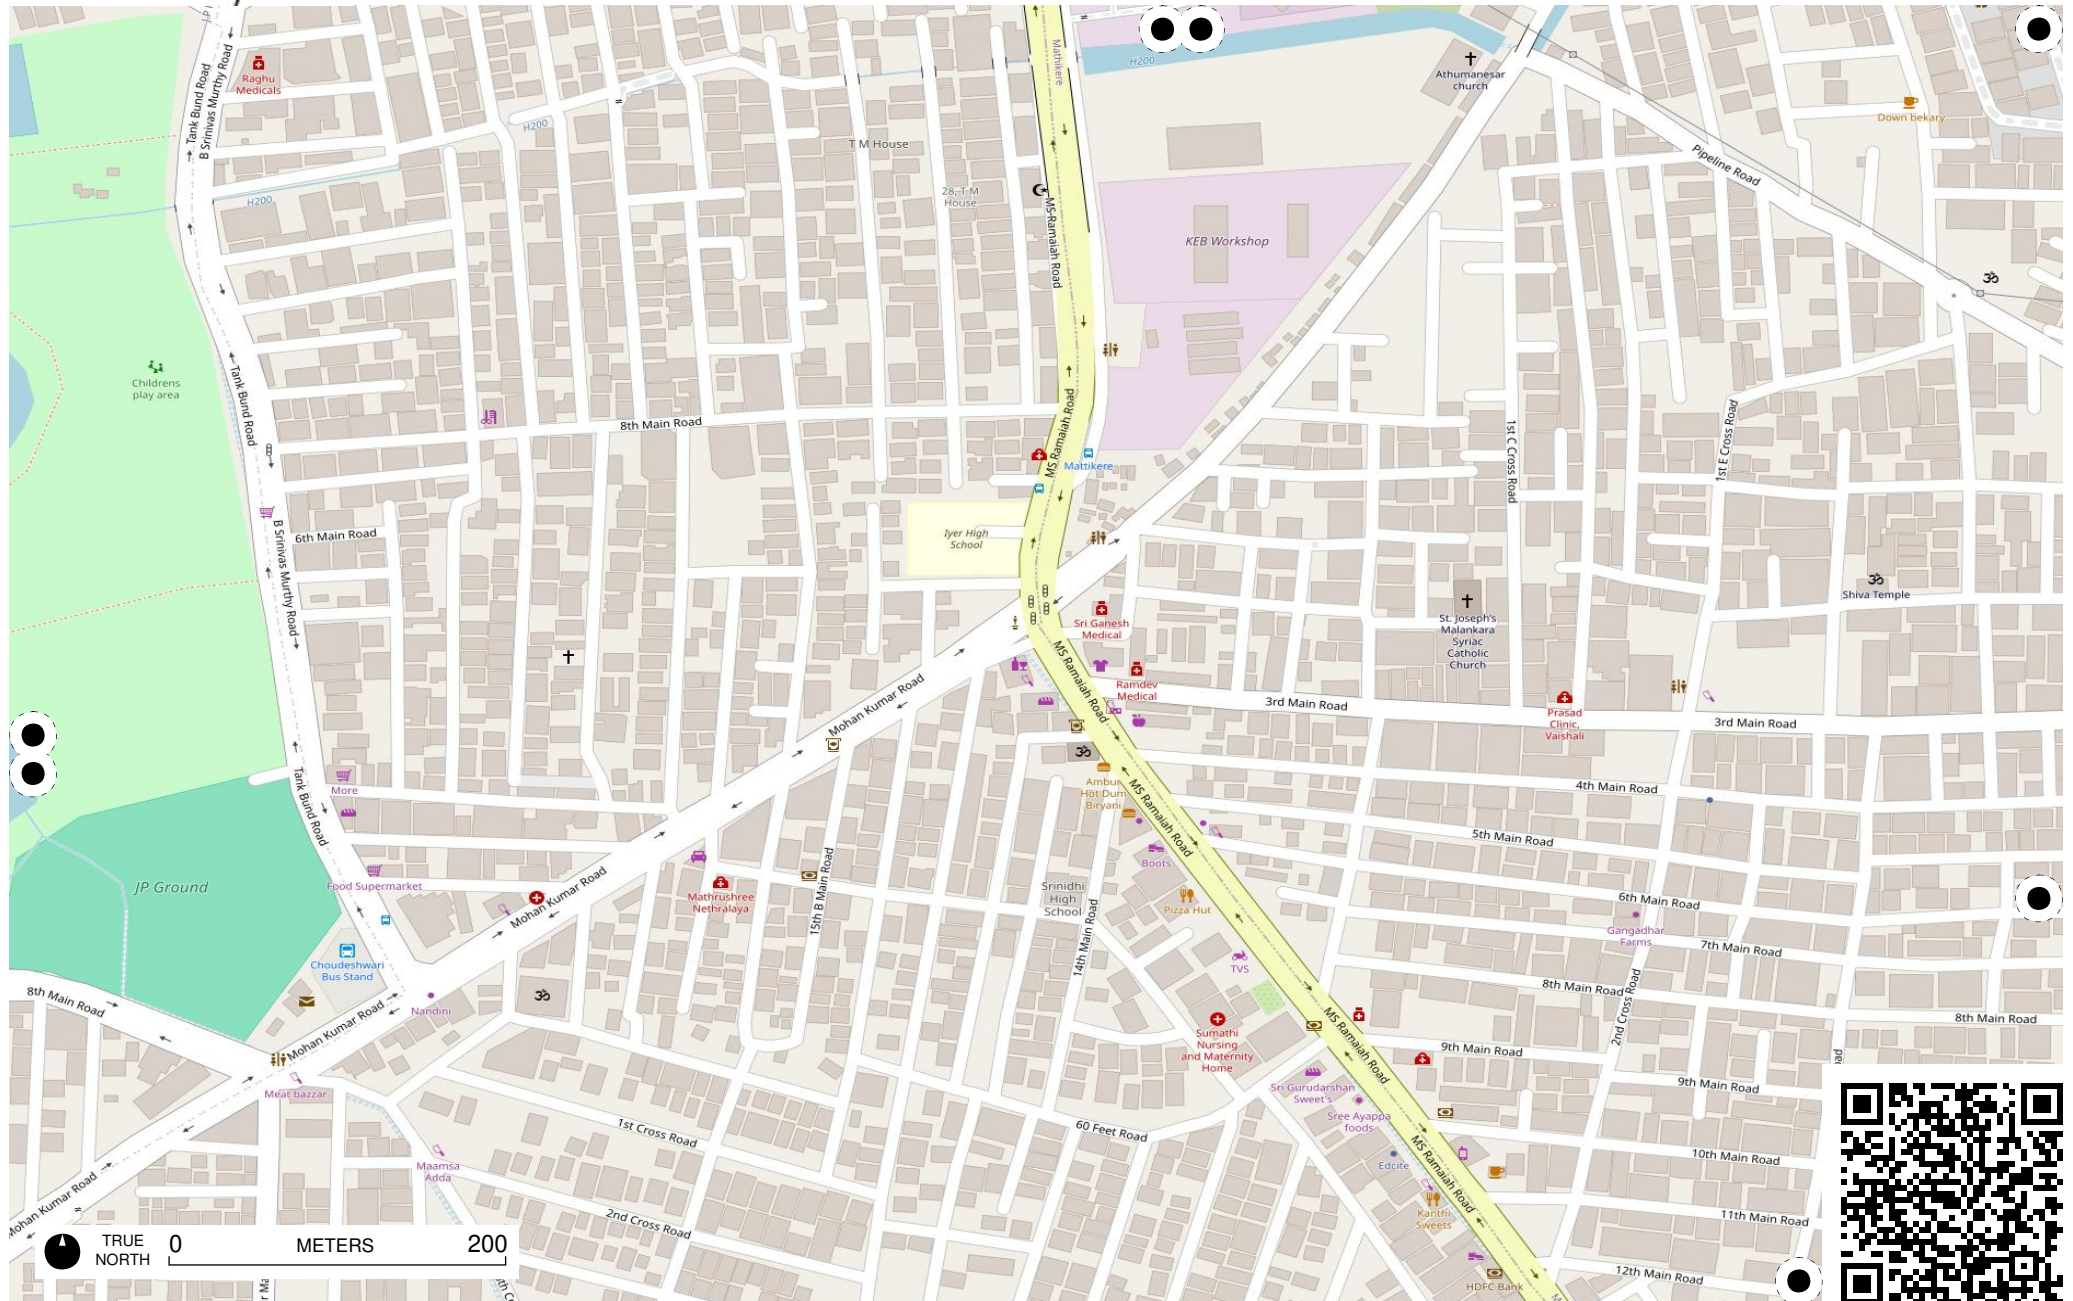 Mathikere
H200
Athumanesar
church
Raghu
Medicals
Tank Bund Road
B Srinivas Murthy Road
Down bekary
H200
T M House
Pipeline Road
28, T M
House
H200
MS Ramaiah Road
KEB Workshop
Childrens
play area
Tank Bund Road
8th Main Road
MS Ramaiah Road
Mattikere
1st C Cross Road
1st E Cross Road
B Srinivas Murthy Road
6th Main Road
Iyer High
School
Shiva Temple
Sri Ganesh
Medical
St. Joseph's
Malankara
Syriac
Catholic
Church
MS Ramaiah Road
Ramdev
Medical
Mohan Kumar Road
3rd Main Road
Prasad
Clinic,
Vaishali
3rd Main Road
More
Tank Bund Road
Ambur
Hot Dum
Biryani
MS Ramaiah Road
4th Main Road
5th Main Road
Boots
JP Ground
Food Supermarket
Mohan Kumar Road
Mathrushree
Nethralaya
15th B Main Road
Srinidhi
High
School
Pizza Hut
6th Main Road
Gangadhar
Farms
7th Main Road
14th Main Road
Choudeshwari
Bus Stand
TVS
8th Main Road
8th Main Road
Nandini
Mohan Kumar Road
2nd Cross Road
8th Main Road
Sumathi
Nursing
and Maternity
Home
MS Ramaiah Road
9th Main Road
9th Main Road
Meat bazzar
Sri Gurudarshan
Sweet's
Sree Ayappa
foods
1st Cross Road
60 Feet Road
MS Ramaiah Road
10th Main Road
Maamsa
Adda
Edcite
Mohan Kumar Road
2nd Cross Road
Kanthi
Sweets
11th Main Road
TRUE
NORTH
0 METERS 200
HDFC Bank
12th Main Road